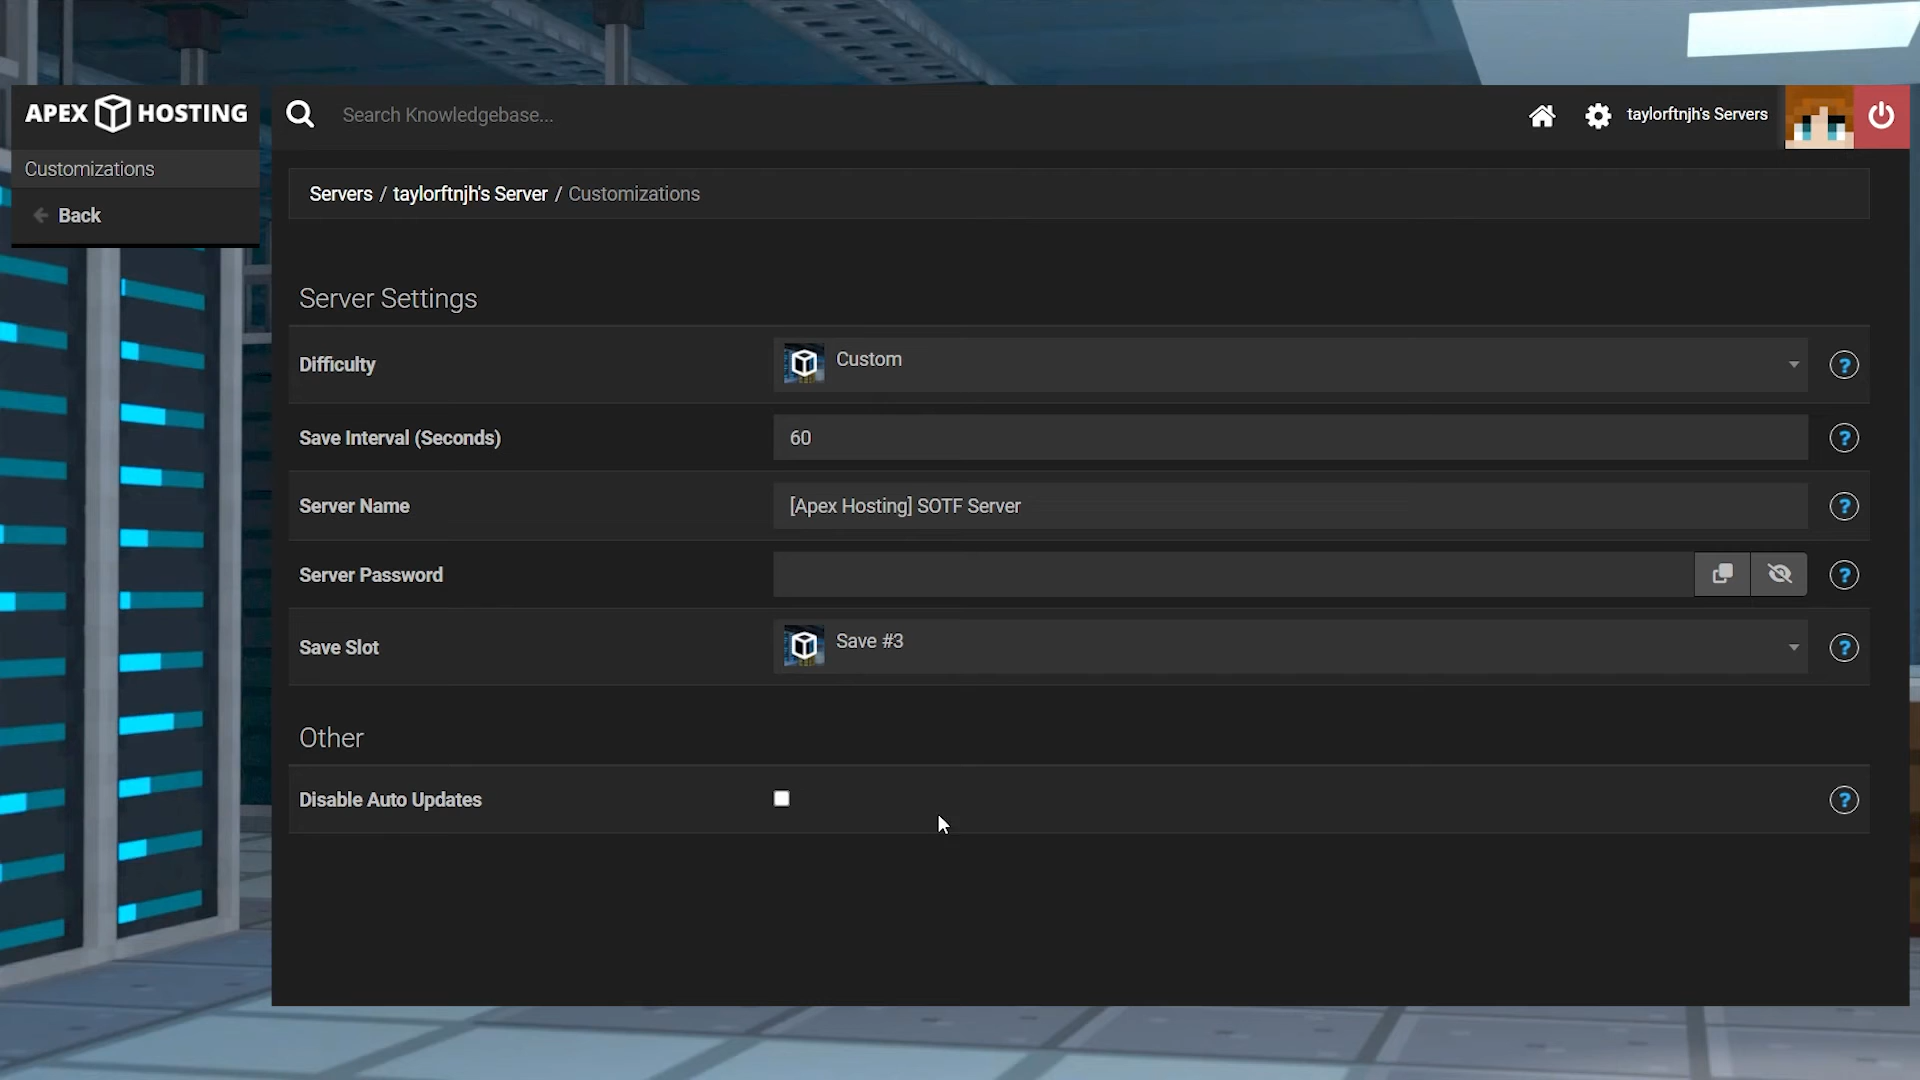 APEX HOSTING
Search Knowledgebase...
taylorftnjh's Servers
Customizations
Back
Servers / taylorftnjh's Server / Customizations
Server Settings
Difficulty
Custom
?
Save Interval (Seconds)
60
?
Server Name
[Apex Hosting] SOTF Server
?
Server Password
?
Save Slot
Save #3
?
Other
Disable Auto Updates
?